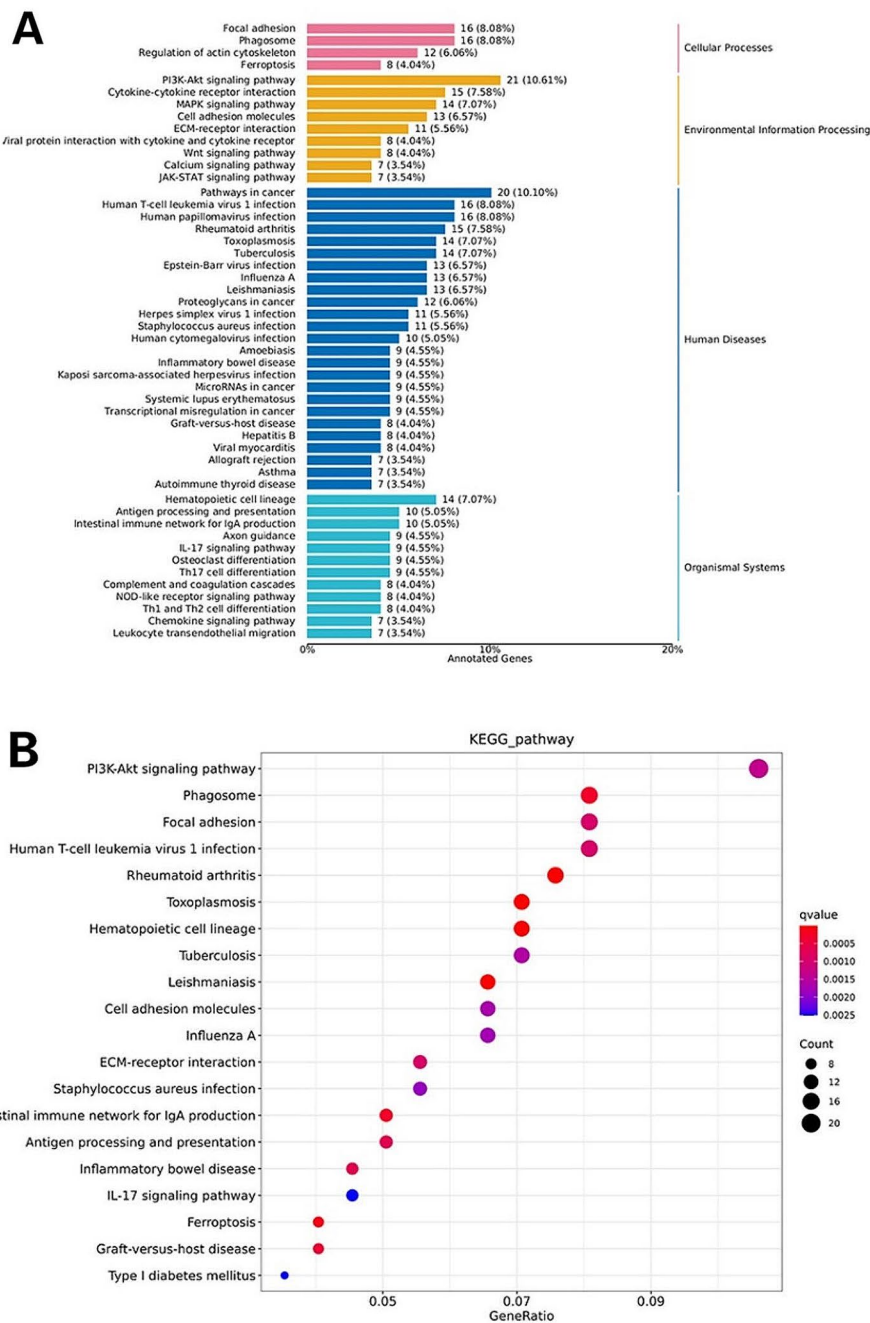 A
Focal adhesion 16 (8.08%)
Phagosome 16 (8.08%)
Regulation of actin cytoskeleton 12 (6.06%)
Ferroptosis 8 (4.04%)
Cellular Processes
PI3K-Akt signaling pathway 21 (10.61%)
Cytokine-cytokine receptor interaction 15 (7.58%)
MAPK signaling pathway 14 (7.07%)
Cell adhesion molecules 13 (6.57%)
ECM-receptor interaction 11 (5.56%)
Viral protein interaction with cytokine and cytokine receptor 8 (4.04%)
Wnt signaling pathway 8 (4.04%)
Calcium signaling pathway 7 (3.54%)
JAK-STAT signaling pathway 7 (3.54%)
Environmental Information Processing
Pathways in cancer 20 (10.10%)
Human T-cell leukemia virus 1 infection 16 (8.08%)
Human papillomavirus infection 16 (8.08%)
Rheumatoid arthritis 15 (7.58%)
Toxoplasmosis 14 (7.07%)
Tuberculosis 14 (7.07%)
Epstein-Barr virus infection 13 (6.57%)
Influenza A 13 (6.57%)
Leishmaniasis 13 (6.57%)
Proteoglycans in cancer 12 (6.06%)
Herpes simplex virus 1 infection 11 (5.56%)
Staphylococcus aureus infection 11 (5.56%)
Human cytomegalovirus infection 10 (5.05%)
Amoebiasis 9 (4.55%)
Inflammatory bowel disease 9 (4.55%)
Kaposi sarcoma-associated herpesvirus infection 9 (4.55%)
MicroRNAs in cancer 9 (4.55%)
Systemic lupus erythematosus 9 (4.55%)
Transcriptional misregulation in cancer 9 (4.55%)
Graft-versus-host disease 8 (4.04%)
Hepatitis B 8 (4.04%)
Viral myocarditis 8 (4.04%)
Allograft rejection 7 (3.54%)
Asthma 7 (3.54%)
Autoimmune thyroid disease 7 (3.54%)
Human Diseases
Hematopoietic cell lineage 14 (7.07%)
Antigen processing and presentation 10 (5.05%)
Intestinal immune network for IgA production 10 (5.05%)
Axon guidance 9 (4.55%)
IL-17 signaling pathway 9 (4.55%)
Osteoclast differentiation 9 (4.55%)
Th17 cell differentiation 9 (4.55%)
Complement and coagulation cascades 8 (4.04%)
NOD-like receptor signaling pathway 8 (4.04%)
Th1 and Th2 cell differentiation 8 (4.04%)
Chemokine signaling pathway 7 (3.54%)
Leukocyte transendothelial migration 7 (3.54%)
Organismal Systems
0% 10% 20%
Annotated Genes
B
KEGG_pathway
PI3K-Akt signaling pathway
Phagosome
Focal adhesion
Human T-cell leukemia virus 1 infection
Rheumatoid arthritis
Toxoplasmosis
Hematopoietic cell lineage
Tuberculosis
Leishmaniasis
Cell adhesion molecules
Influenza A
ECM-receptor interaction
Staphylococcus aureus infection
stinal immune network for IgA production
Antigen processing and presentation
Inflammatory bowel disease
IL-17 signaling pathway
Ferroptosis
Graft-versus-host disease
Type I diabetes mellitus
0.05 0.07 0.09
GeneRatio
qvalue
0.0005
0.0010
0.0015
0.0020
0.0025
Count
8
12
16
20